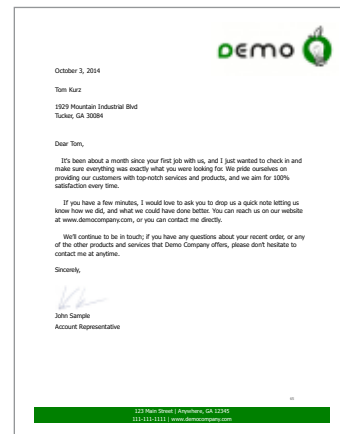 DEMO
October 3, 2014
Tom Kurz
1929 Mountain Industrial Blvd
Tucker, GA 30084
Dear Tom,
It's been about a month since your first job with us, and I just wanted to check in and
make sure everything was exactly what you were looking for. We pride ourselves on
providing our customers with top-notch services and products, and we aim for 100%
satisfaction every time.
If you have a few minutes, I would love to ask you to drop us a quick note letting us
know how we did, and what we could have done better. You can reach us on our website
at www.democompany.com, or you can contact me directly.
We'll continue to be in touch; if you have any questions about your recent order, or any
of the other products and services that Demo Company offers, please don't hesitate to
contact me at anytime.
Sincerely,
John Sample
Account Representative
123 Main Street | Anywhere, GA 12345
111-111-1111 | www.democompany.com